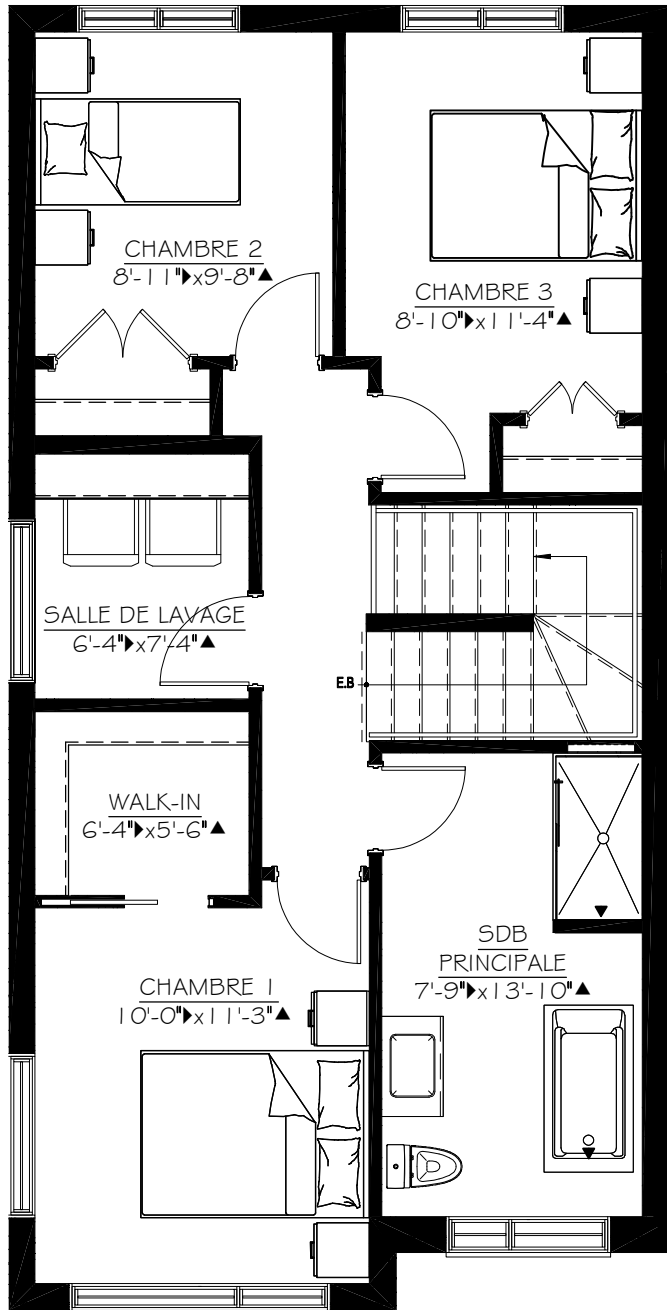 CHAMBRE 2
8'-11"▶x9'-8"▲
CHAMBRE 3
8'-10"▶x11'-4"▲
SALLE DE LAVAGE
6'-4"▶x7'-4"▲
E.B
WALK-IN
6'-4"▶x5'-6"▲
SDB
PRINCIPALE
7'-9"▶x13'-10"▲
CHAMBRE 1
10'-0"▶x11'-3"▲